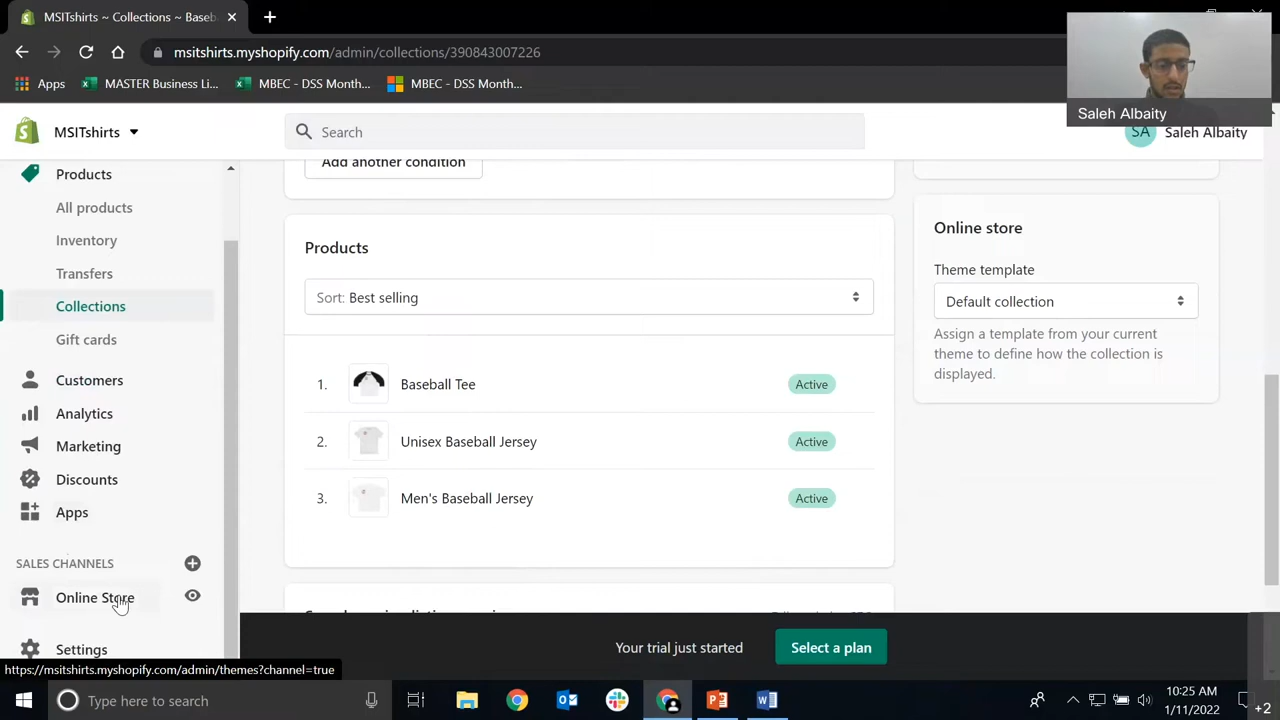 MSITshirts ~ Collections ~ Baseb
msitshirts.myshopify.com/admin/collections/390843007226
Apps
MASTER Business Li...
MBEC - DSS Month...
MBEC - DSS Month...
Saleh Albaity
MSITshirts
Search
SA
Saleh Albaity
Products
All products
Inventory
Transfers
Collections
Gift cards
Customers
Analytics
Marketing
Discounts
Apps
SALES CHANNELS
Online Store
Settings
Add another condition
Products
Sort: Best selling
1. Baseball Tee Active
2. Unisex Baseball Jersey Active
3. Men's Baseball Jersey Active
Online store
Theme template
Default collection
Assign a template from your current
theme to define how the collection is
displayed.
Your trial just started
Select a plan
https://msitshirts.myshopify.com/admin/themes?channel=true
Type here to search
10:25 AM
1/11/2022
+2